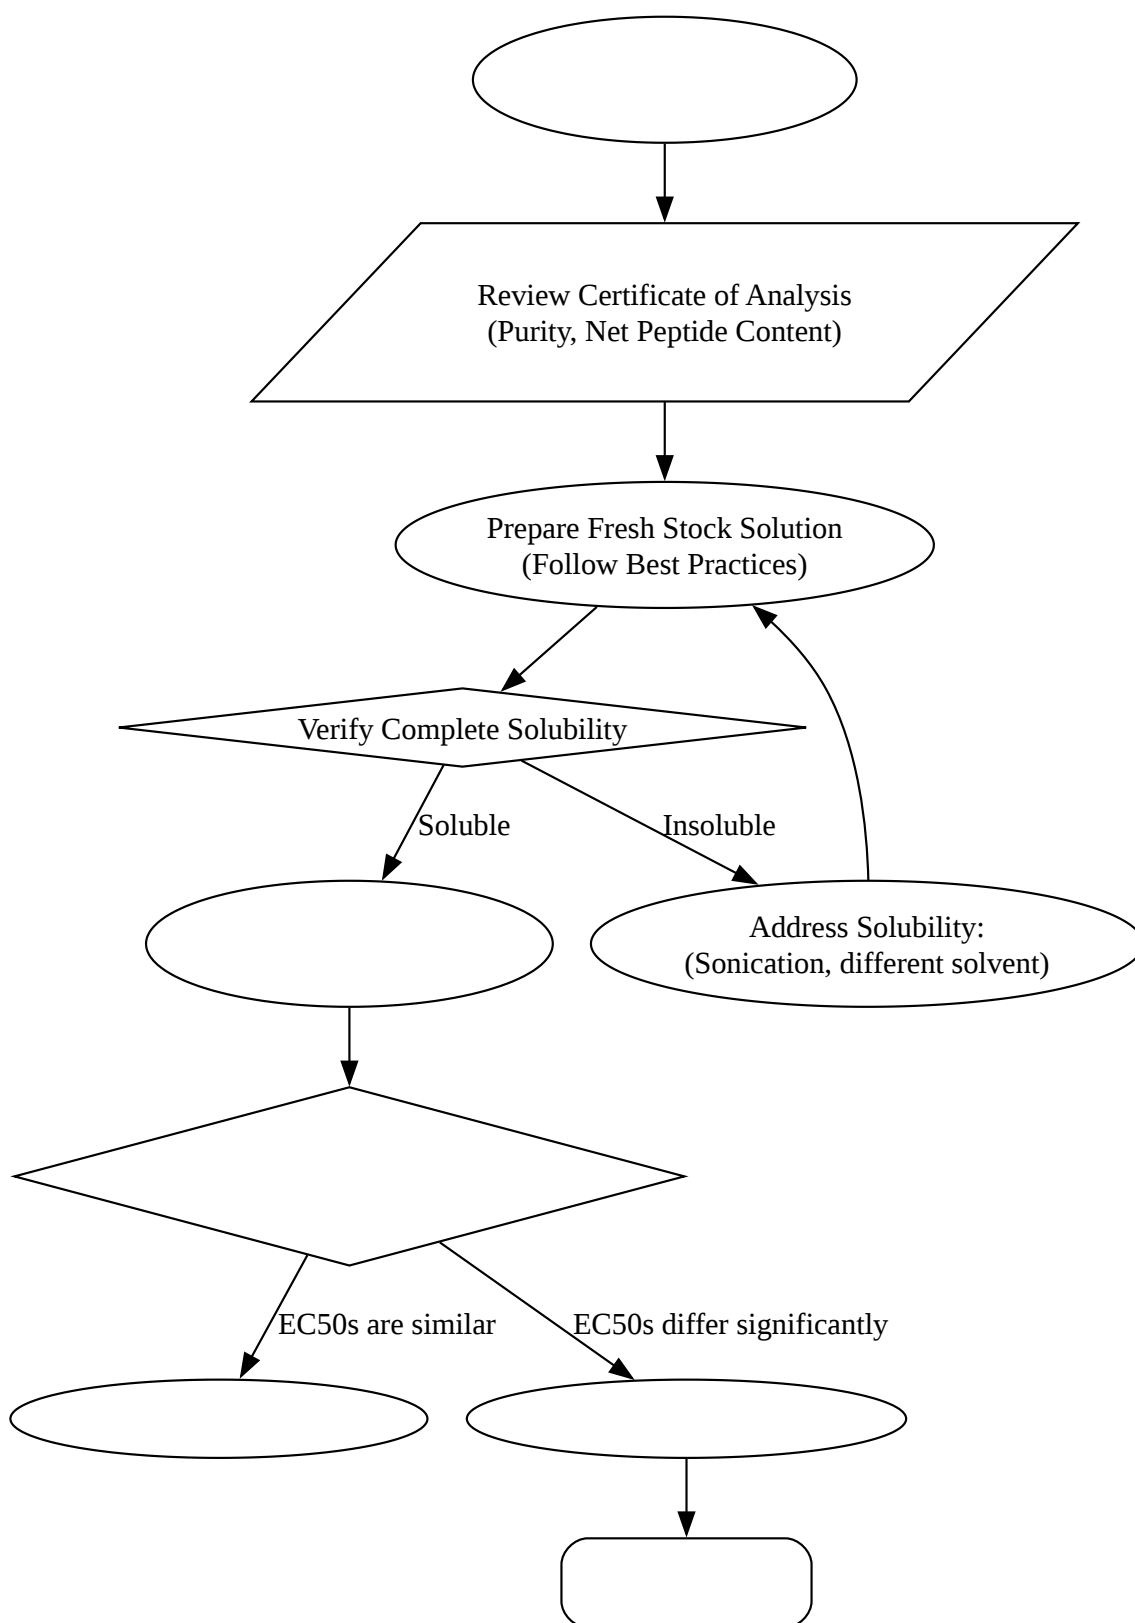 Review Certificate of Analysis
(Purity, Net Peptide Content)
Prepare Fresh Stock Solution
(Follow Best Practices)
Verify Complete Solubility
Soluble
Insoluble
Address Solubility:
(Sonication, different solvent)
EC50s are similar
EC50s differ significantly